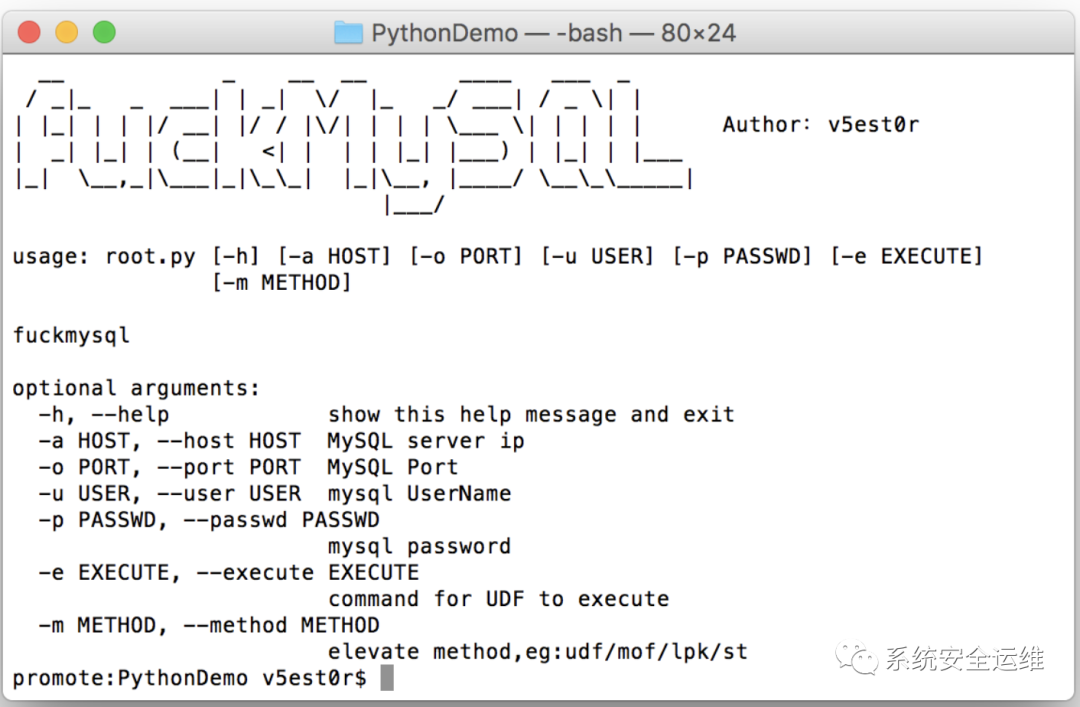 PythonDemo — -bash — 80×24
FuckMySQL
Author: v5est0r
usage: root.py [-h] [-a HOST] [-o PORT] [-u USER] [-p PASSWD] [-e EXECUTE]
[-m METHOD]
fuckmysql
optional arguments:
-h, --help show this help message and exit
-a HOST, --host HOST MySQL server ip
-o PORT, --port PORT MySQL Port
-u USER, --user USER mysql UserName
-p PASSWD, --passwd PASSWD
mysql password
-e EXECUTE, --execute EXECUTE
command for UDF to execute
-m METHOD, --method METHOD
elevate method,eg:udf/mof/lpk/st
promote:PythonDemo v5est0r$
系统安全运维